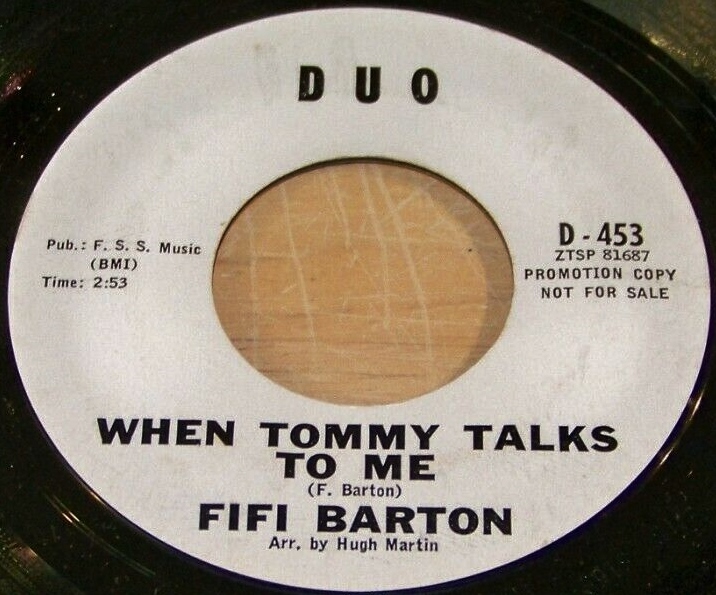 DUO
Pub.: F. S. S. Music
(BMI)
Time: 2:53
D - 453
ZTSP 81687
PROMOTION COPY
NOT FOR SALE
WHEN TOMMY TALKS
TO ME
(F. Barton)
FIFI BARTON
Arr. by Hugh Martin